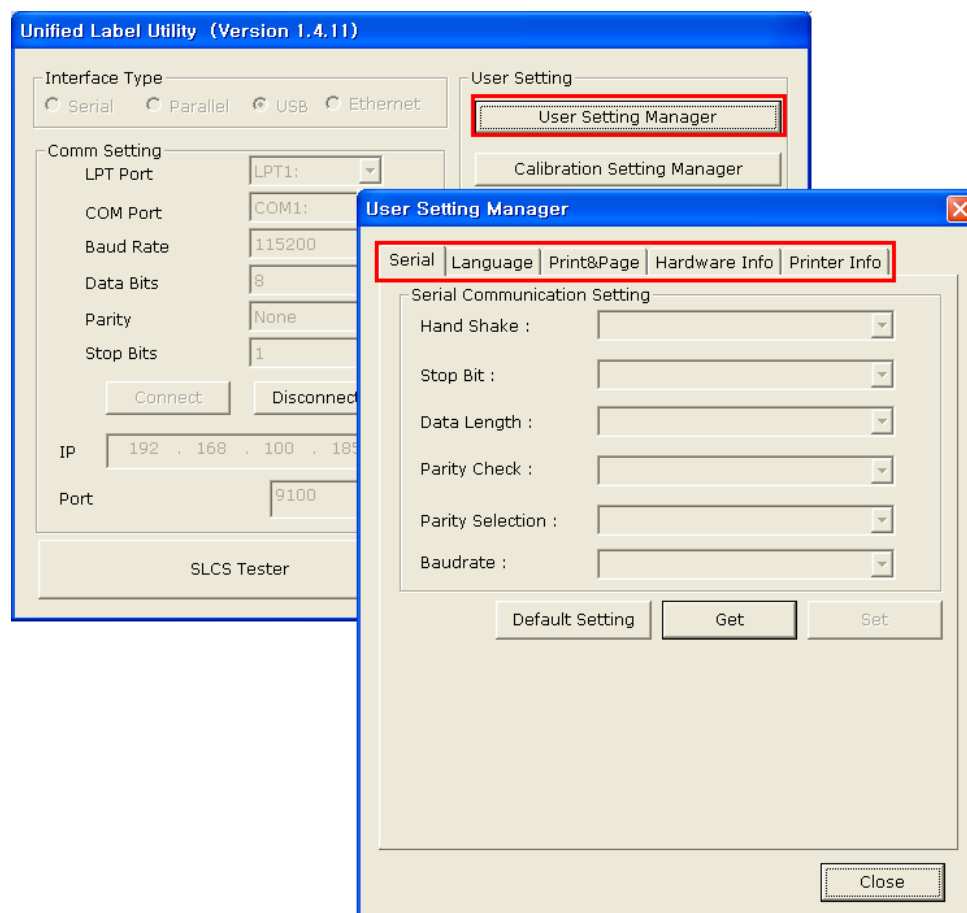 Unified Label Utility (Version 1.4.11)
Interface Type
Serial Parallel USB Ethernet
User Setting
User Setting Manager
Calibration Setting Manager
Comm Setting
LPT Port LPT1:
COM Port COM1:
Baud Rate 115200
Data Bits 8
Parity None
Stop Bits 1
Connect Disconnect
IP 192 . 168 . 100 . 185
Port 9100
SLCS Tester
User Setting Manager
Serial Language Print&Page Hardware Info Printer Info
Serial Communication Setting
Hand Shake :
Stop Bit :
Data Length :
Parity Check :
Parity Selection :
Baudrate :
Default Setting Get Set
Close